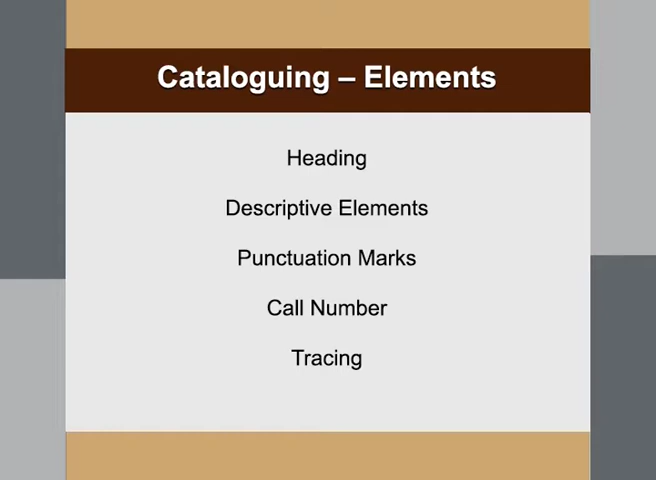 Cataloguing – Elements
Heading
Descriptive Elements
Punctuation Marks
Call Number
Tracing